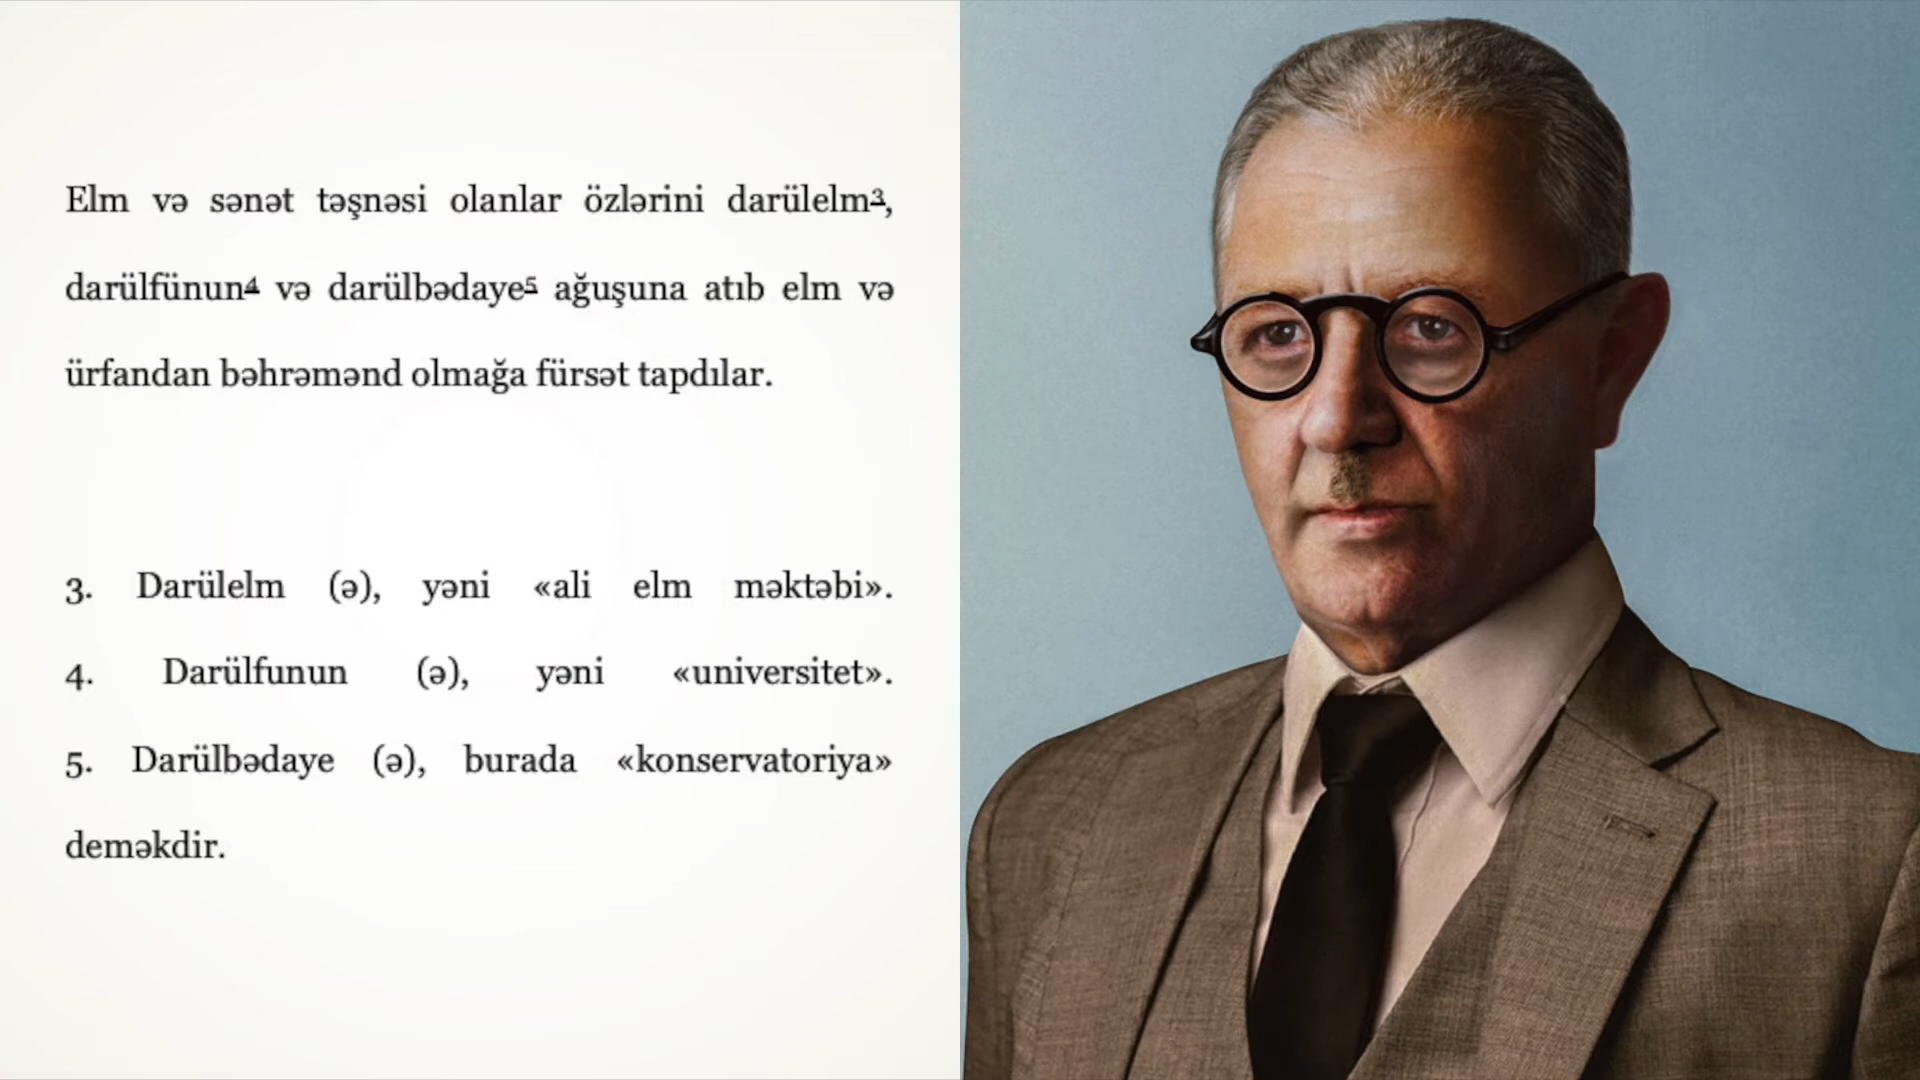 Elm və sənət təşnəsi olanlar özlərini darülelm³,
darülfünun⁴ və darülbədaye⁵ ağuşuna atıb elm və
ürfandan bəhrəmənd olmağa fürsət tapdılar.
3. Darülelm (ə), yəni «ali elm məktəbi».
4. Darülfunun (ə), yəni «universitet».
5. Darülbədaye (ə), burada «konservatoriya»
deməkdir.